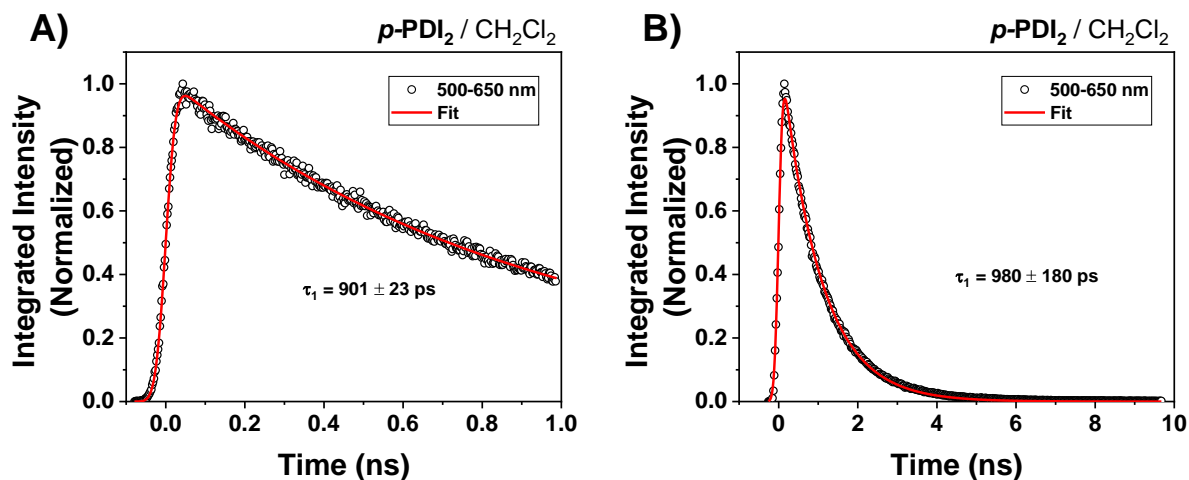 A)
p-PDI₂ / CH₂Cl₂
500-650 nm
Fit
τ₁ = 901 ± 23 ps
Integrated Intensity
(Normalized)
1.0
0.8
0.6
0.4
0.2
0.0
0.0 0.2 0.4 0.6 0.8 1.0
Time (ns)
B)
p-PDI₂ / CH₂Cl₂
500-650 nm
Fit
τ₁ = 980 ± 180 ps
Integrated Intensity
(Normalized)
1.0
0.8
0.6
0.4
0.2
0.0
0 2 4 6 8 10
Time (ns)